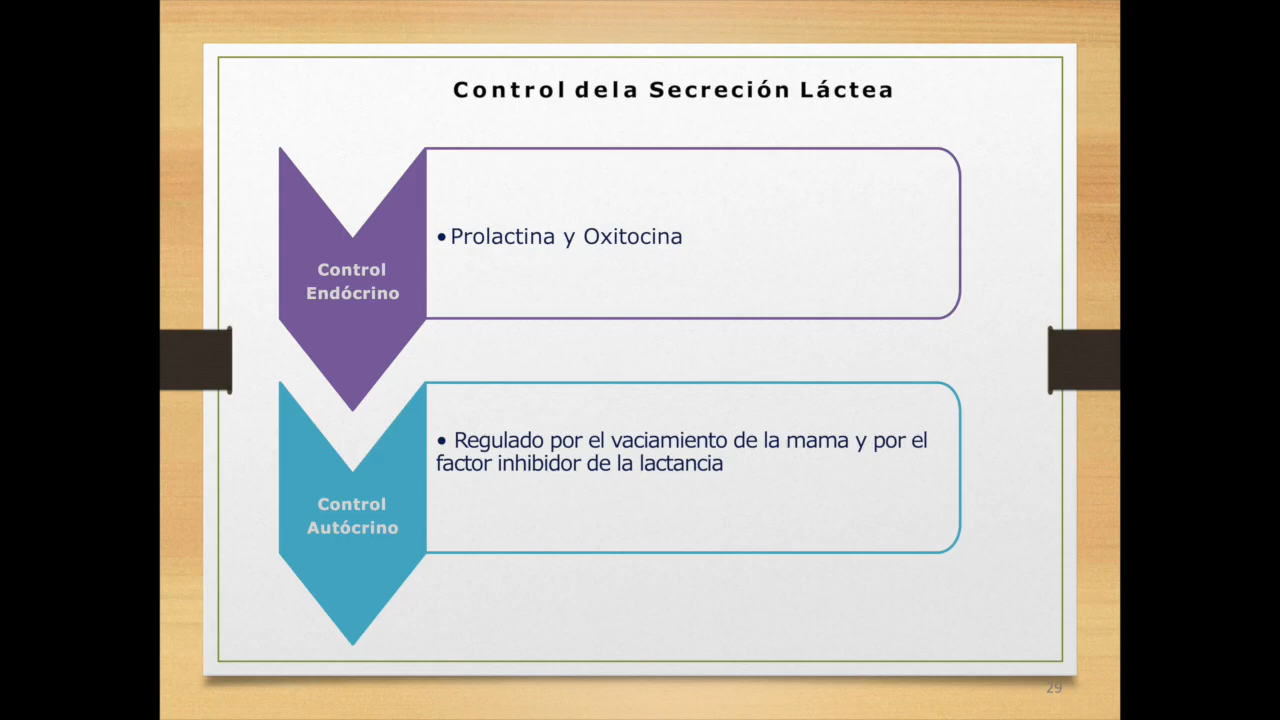 Control dela Secreción Láctea
Control
Endócrino
•Prolactina y Oxitocina
Control
Autócrino
• Regulado por el vaciamiento de la mama y por el
factor inhibidor de la lactancia
29